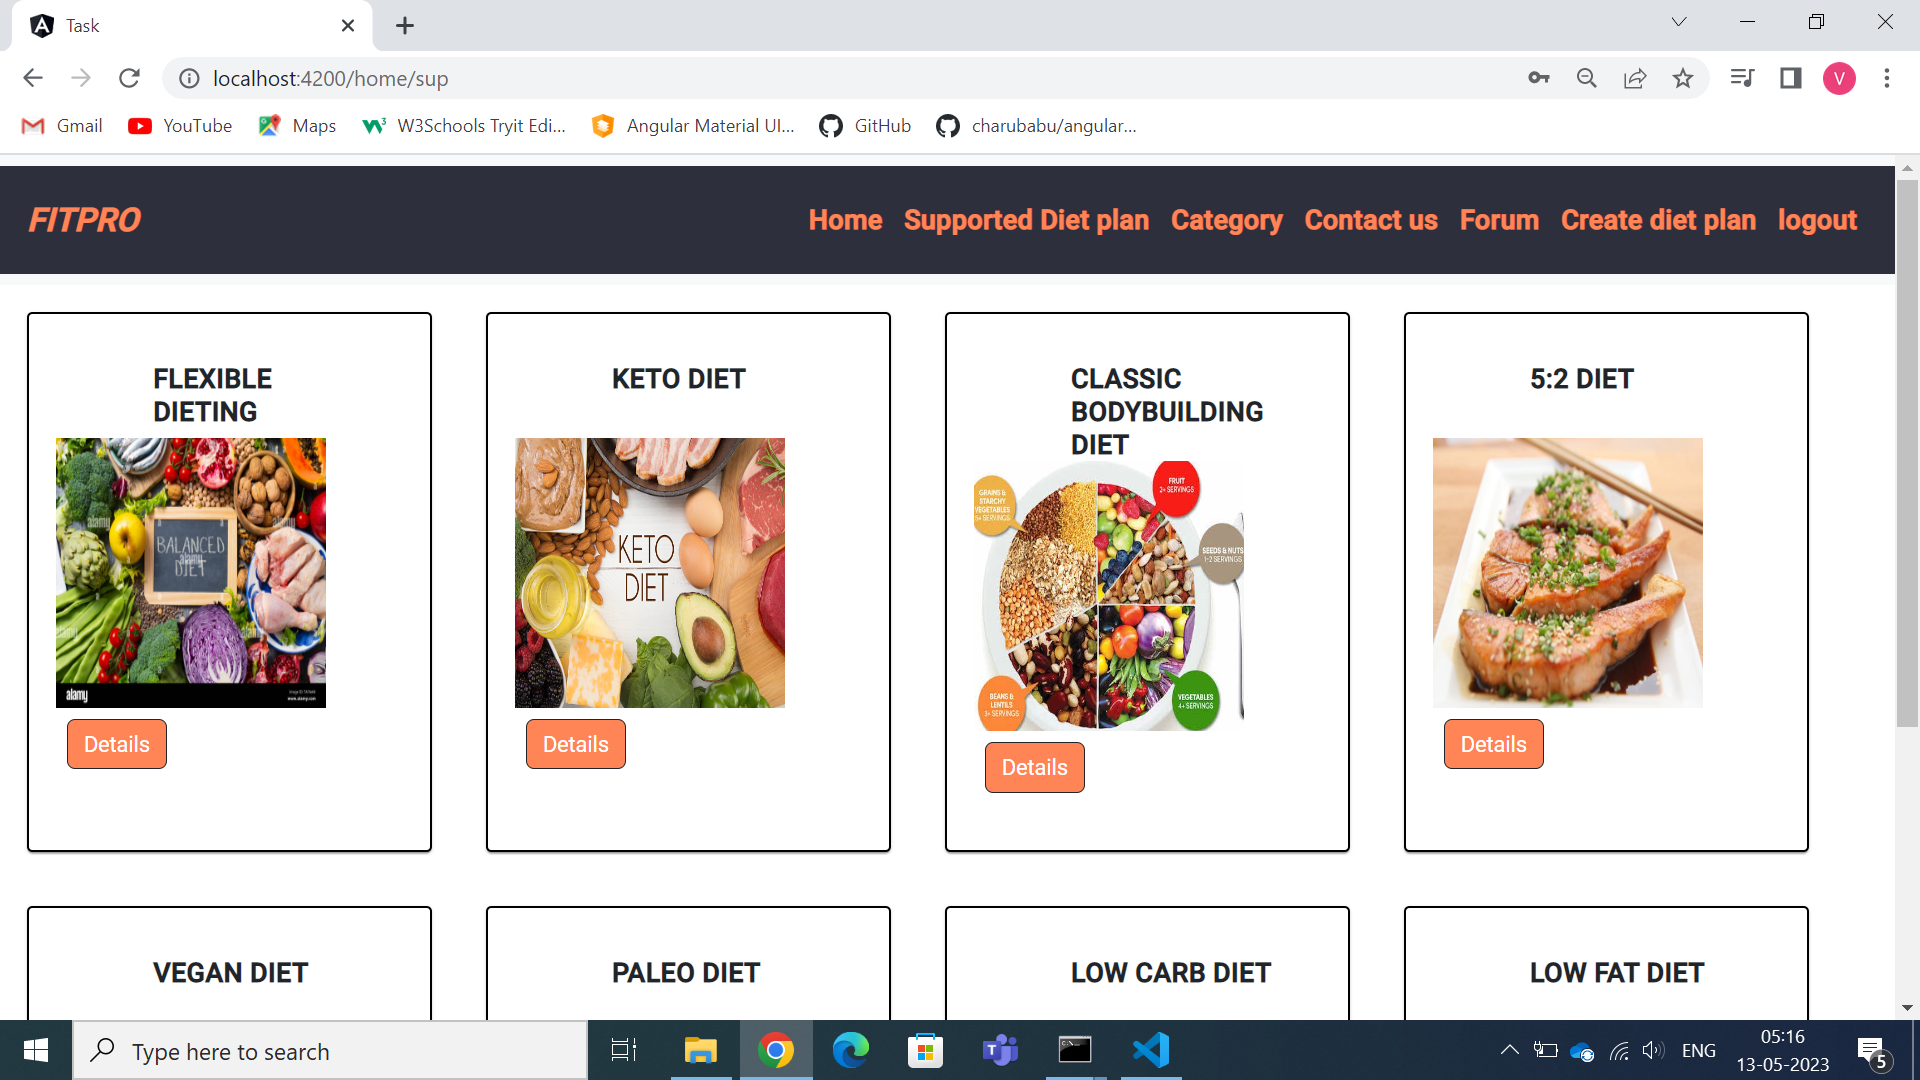 Task
localhost:4200/home/sup
V
Gmail
YouTube
Maps
W3Schools Tryit Edi...
Angular Material UI...
GitHub
charubabu/angular...
FITPRO
Home
Supported Diet plan
Category
Contact us
Forum
Create diet plan
logout
FLEXIBLE
DIETING
BALANCED
DIET
alamy
Details
KETO DIET
KETO
DIET
Details
CLASSIC
BODYBUILDING
DIET
FRUIT
2+ SERVINGS
GRAINS &
STARCHY
VEGETABLES
SEEDS & NUTS
1-2 SERVINGS
BEANS &
LENTILS
3+ SERVINGS
VEGETABLES
4+ SERVINGS
Details
5:2 DIET
Details
VEGAN DIET
PALEO DIET
LOW CARB DIET
LOW FAT DIET
Type here to search
ENG
05:16
13-05-2023
5